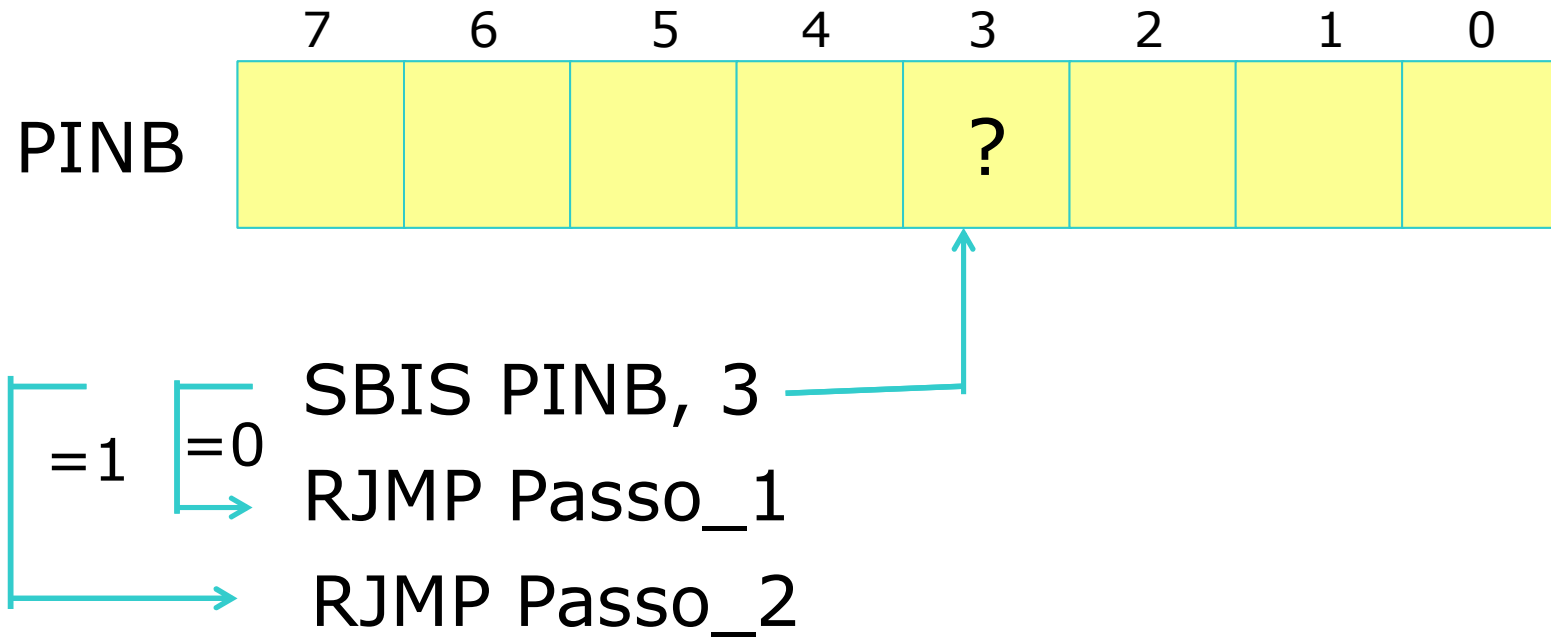 7 6 5 4 3 2 1 0
PINB ?
SBIS PINB, 3
=1 =0
RJMP Passo_1
RJMP Passo_2